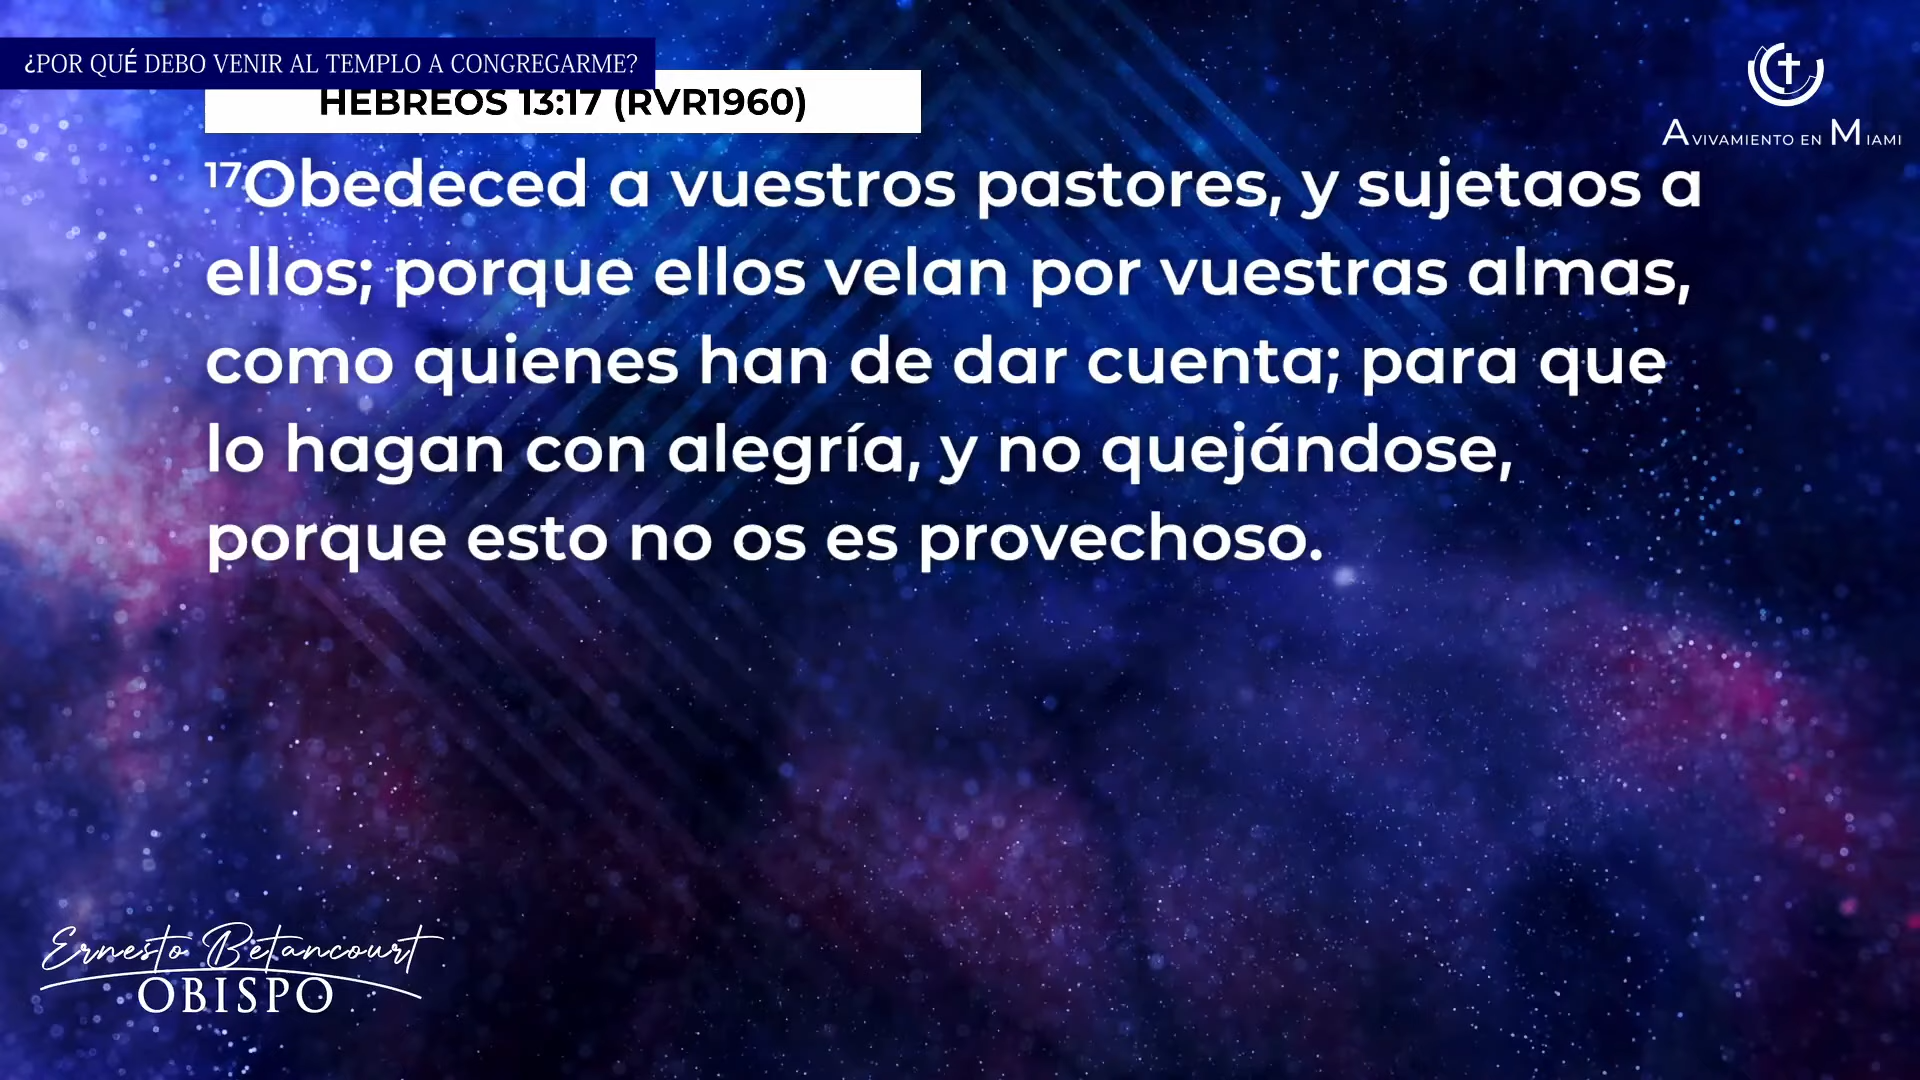 ¿POR QUÉ DEBO VENIR AL TEMPLO A CONGREGARME?
HEBREOS 13:17 (RVR1960)
AVIVAMIENTO EN MIAMI
17Obedeced a vuestros pastores, y sujetaos a
ellos; porque ellos velan por vuestras almas,
como quienes han de dar cuenta; para que
lo hagan con alegría, y no quejándose,
porque esto no os es provechoso.
Ernesto Betancourt
OBISPO